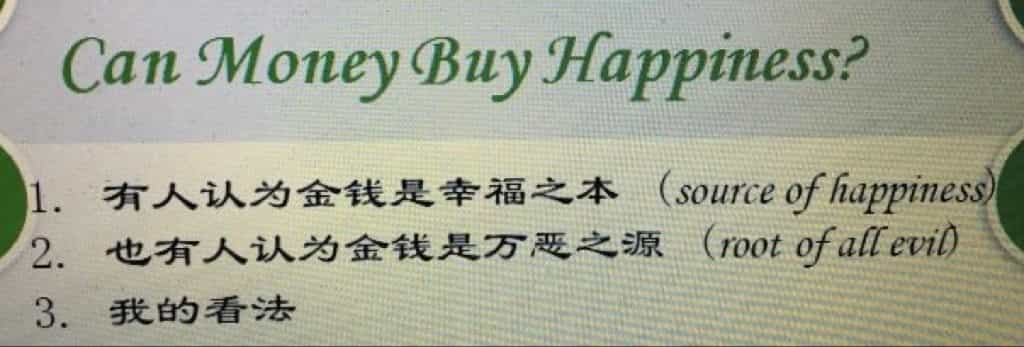 Can Money Buy Happiness?
1. 有人认为金钱是幸福之本 （source of happiness）
2. 也有人认为金钱是万恶之源 （root of all evil）
3. 我的看法